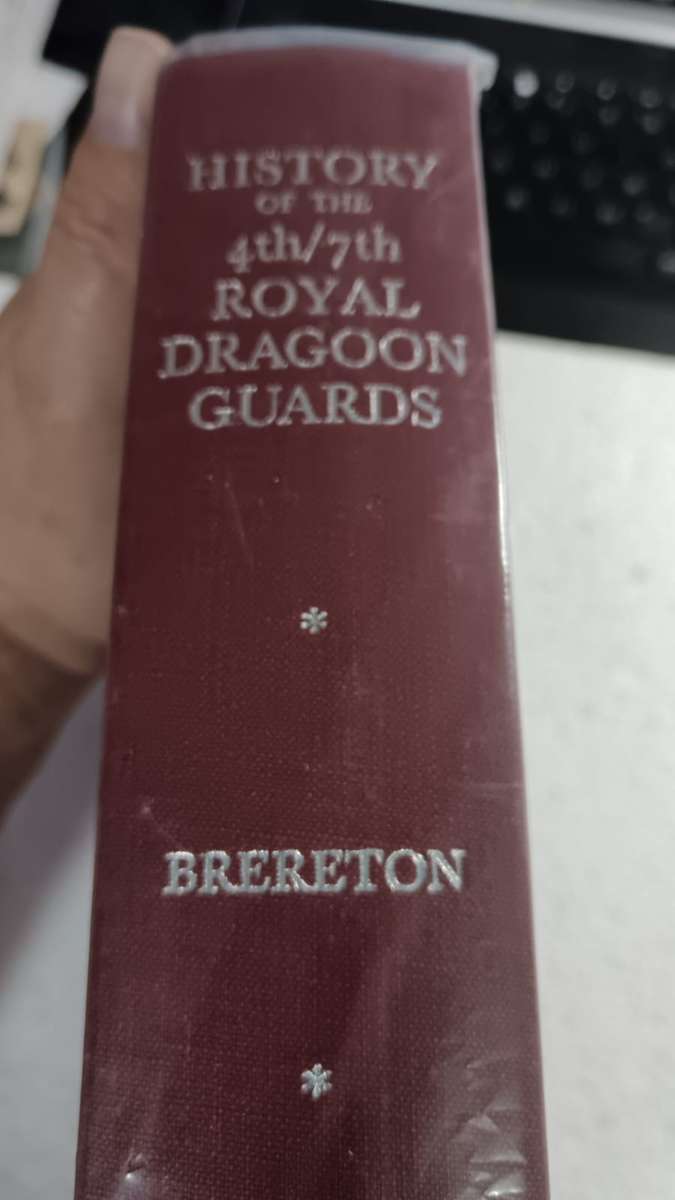 HISTORY
OF THE
4th/7th
ROYAL
DRAGOON
GUARDS
*
BRERETON
*